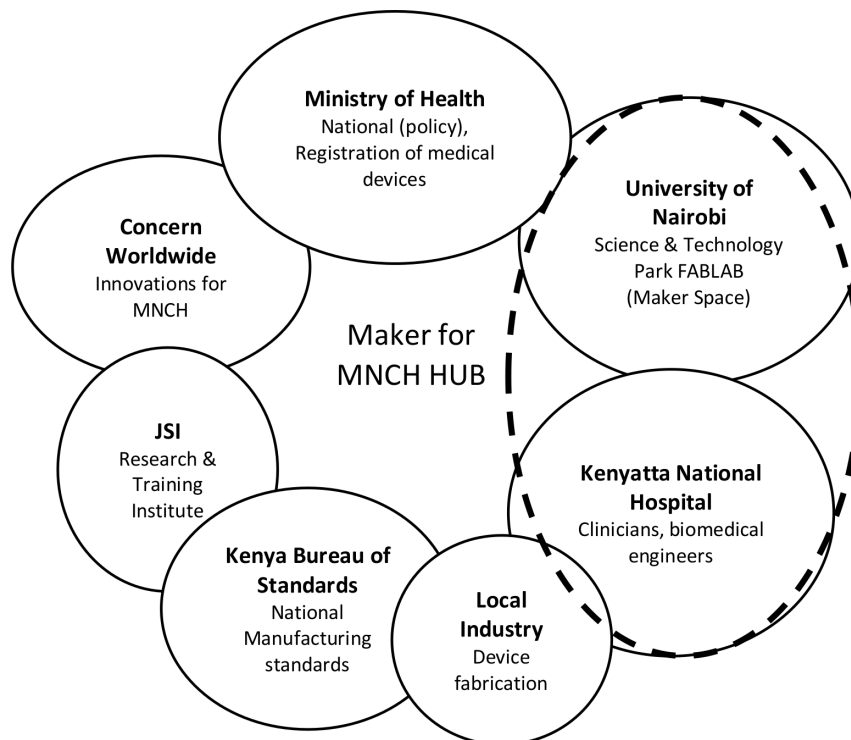 Ministry of Health
National (policy),
Registration of medical
devices
University of
Nairobi
Science & Technology
Park FABLAB
(Maker Space)
Concern
Worldwide
Innovations for
MNCH
Maker for
MNCH HUB
JSI
Research &
Training
Institute
Kenyatta National
Hospital
Clinicians, biomedical
engineers
Kenya Bureau of
Standards
National
Manufacturing
standards
Local
Industry
Device
fabrication